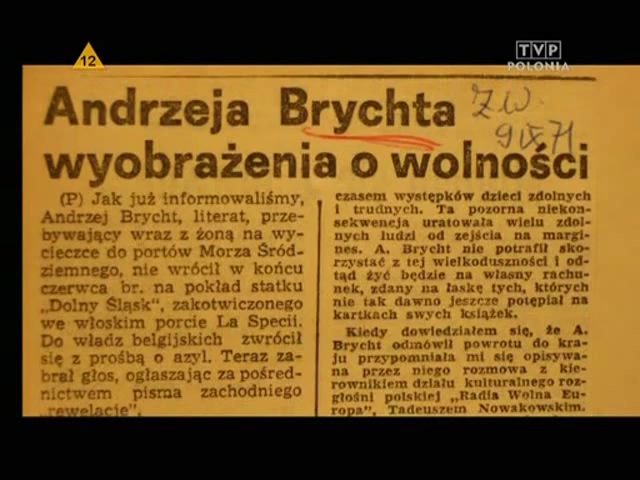 12
TVP
POLONIA
Andrzeja Brychta
wyobrażenia o wolności
Z.W.
9 IX 71
(P) Jak już informowaliśmy,
Andrzej Brycht, literat, prze-
bywający wraz z żoną na wy-
cieczce do portów Morza Śród-
ziemnego, nie wrócił w końcu
czerwca br. na pokład statku
„Dolny Śląsk", zakotwiczonego
we włoskim porcie La Specii.
Do władz belgijskich zwrócił
się z prośbą o azyl. Teraz za-
brał głos, ogłaszając za pośred-
nictwem pisma zachodniego
„rewelacje".
czasem występków dzieci zdolnych
i trudnych. Ta pozorna niekon-
sekwencja uratowała wielu zdol-
nych ludzi od zejścia na margi-
nes. A. Brycht nie potrafił sko-
rzystać z tej wielkoduszności i od-
tąd żyć będzie na własny rachu-
nek, zdany na łaskę tych, których
nie tak dawno jeszcze potępiał na
kartkach swych książek.
Kiedy dowiedziałem się, że A.
Brycht odmówił powrotu do kra-
ju przypomniała mi się opisywa-
na przez niego rozmowa z kie-
rownikiem działu kulturalnego roz-
głośni polskiej „Radia Wolna Eu-
ropa", Tadeuszem Nowakowskim.